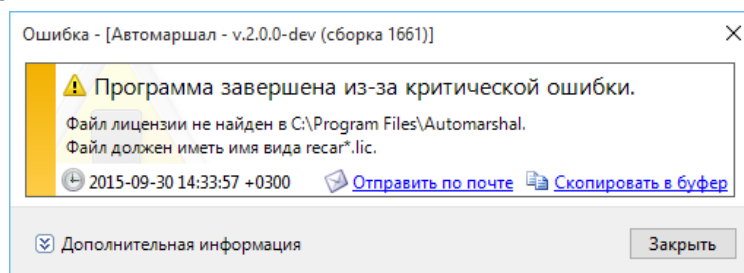 Ошибка - [Автомаршал - v.2.0.0-dev (сборка 1661)]
Программа завершена из-за критической ошибки.
Файл лицензии не найден в C:\Program Files\Automarshal.
Файл должен иметь имя вида recar*.lic.
2015-09-30 14:33:57 +0300 Отправить по почте Скопировать в буфер
Дополнительная информация Закрыть